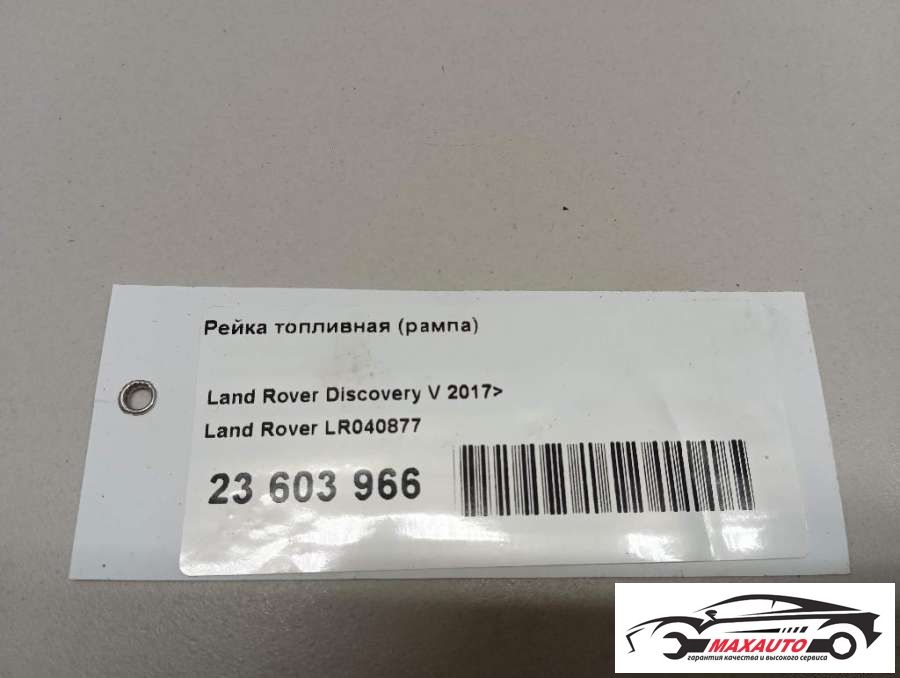 Рейка топливная (рампа)
Land Rover Discovery V 2017>
Land Rover LR040877
23 603 966
MAXAUTO
гарантия качества и высокого сервиса